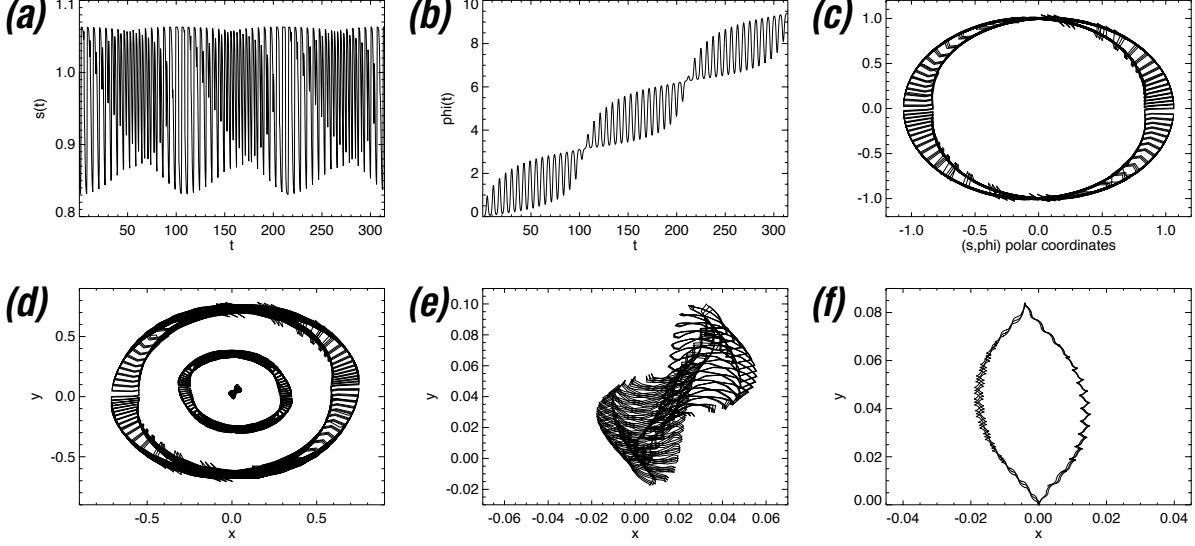 (a)
1.1
1.0
0.9
0.8
s(t)
50 100 150 200 250 300
t
(b)
10
8
6
4
2
0
phi(t)
50 100 150 200 250 300
t
(c)
1.0
0.5
0.0
-0.5
-1.0
-1.0 -0.5 0.0 0.5 1.0
(s,phi) polar coordinates
(d)
0.5
0.0
-0.5
y
-0.5 0.0 0.5
x
(e)
0.10
0.08
0.06
0.04
0.02
0.00
-0.02
y
-0.06 -0.04 -0.02 0.00 0.02 0.04 0.06
x
(f)
0.08
0.06
0.04
0.02
0.00
y
-0.04 -0.02 0.00 0.02 0.04
x